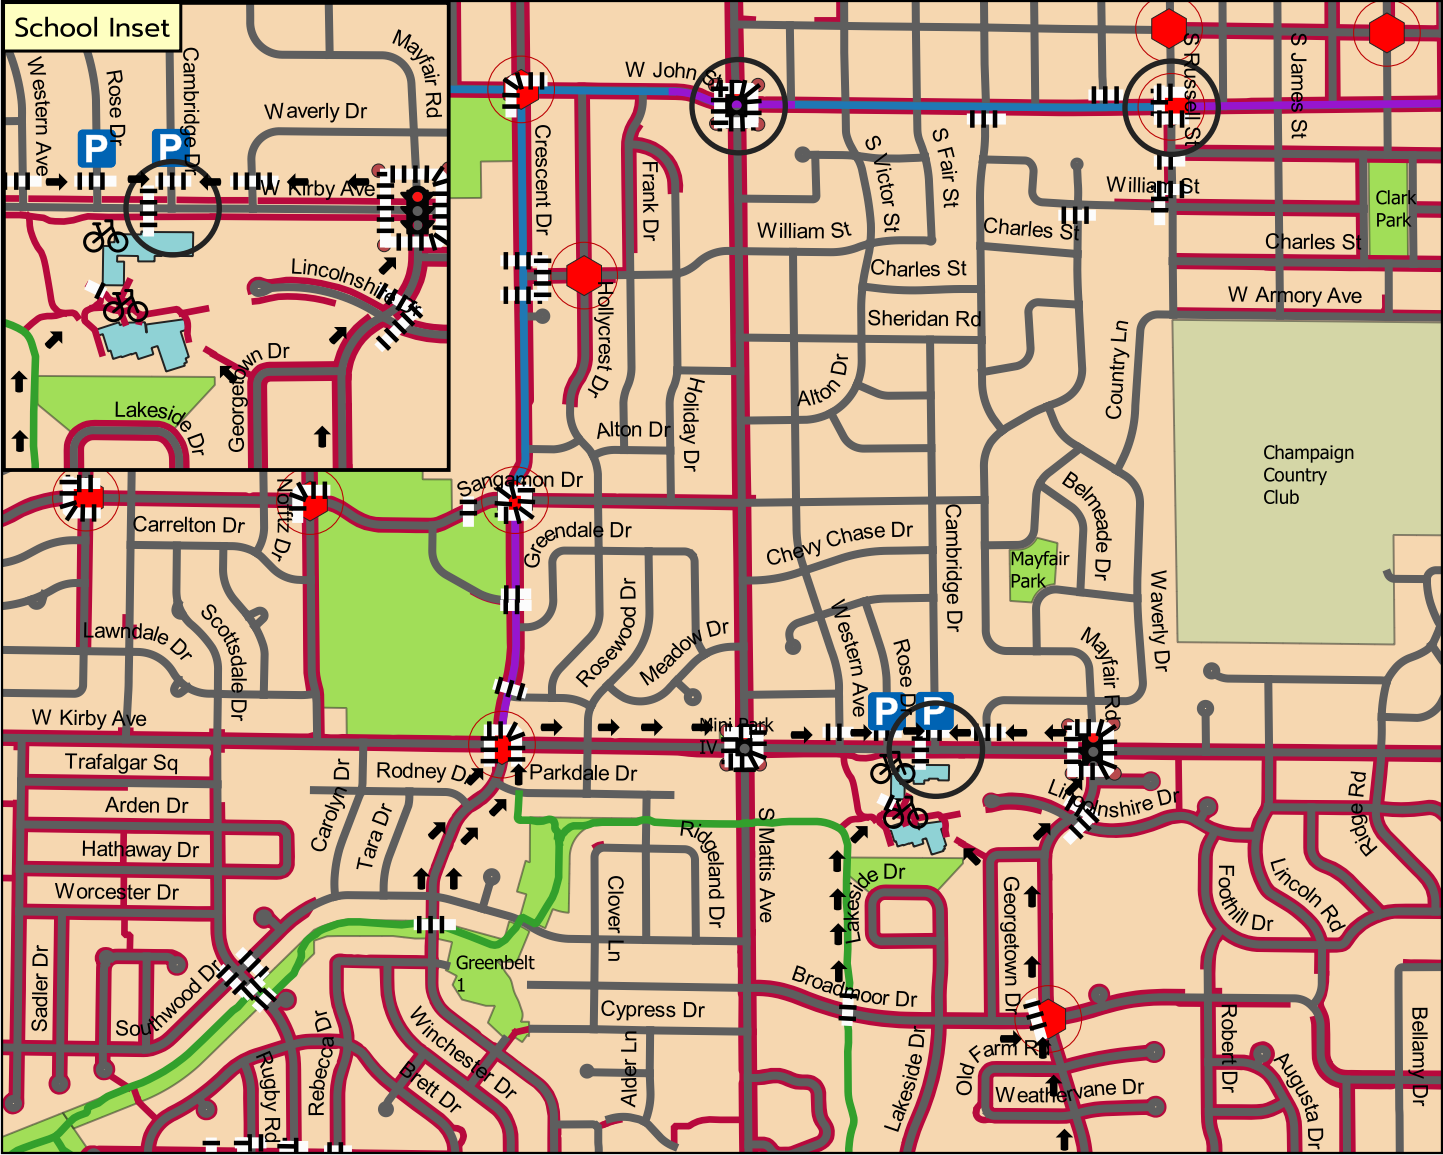 School Inset
Western Ave
Rose Dr
Cambridge Dr
Waverly Dr
Mayfair Rd
P
P
W Kirby Ave
Lincolnshire Dr
Georgetown Dr
Lakeside Dr
W John St
S Russell St
S James St
Crescent Dr
Frank Dr
S Victor St
S Fair St
William St
Clark
Park
William St
Charles St
Charles St
Charles St
W Armory Ave
Hollycrest Dr
Sheridan Rd
Alton Dr
Country Ln
Holiday Dr
Alton Dr
Champaign
Country
Club
Sangamon Dr
Nofftz Dr
Carrelton Dr
Greendale Dr
Chevy Chase Dr
Cambridge Dr
Belmeade Dr
Mayfair
Park
Waverly Dr
Lawndale Dr
Scottsdale Dr
Rosewood Dr
Meadow Dr
Western Ave
Rose Dr
Mayfair Rd
P
P
W Kirby Ave
Mini Park
IV
Trafalgar Sq
Rodney Dr
Parkdale Dr
Arden Dr
Carolyn Dr
Tara Dr
Lincolnshire Dr
Ridge Rd
Hathaway Dr
Ridgeland Dr
S Mattis Ave
Worcester Dr
Clover Ln
Lakeside Dr
Georgetown Dr
Foothill Dr
Lincoln Rd
Sadler Dr
Southwood Dr
Greenbelt
1
Broadmoor Dr
Cypress Dr
Winchester Dr
Rebecca Dr
Rugby Rd
Brett Dr
Alder Ln
Lakeside Dr
Old Farm Rd
Weathervane Dr
Robert Dr
Augusta Dr
Bellamy Dr